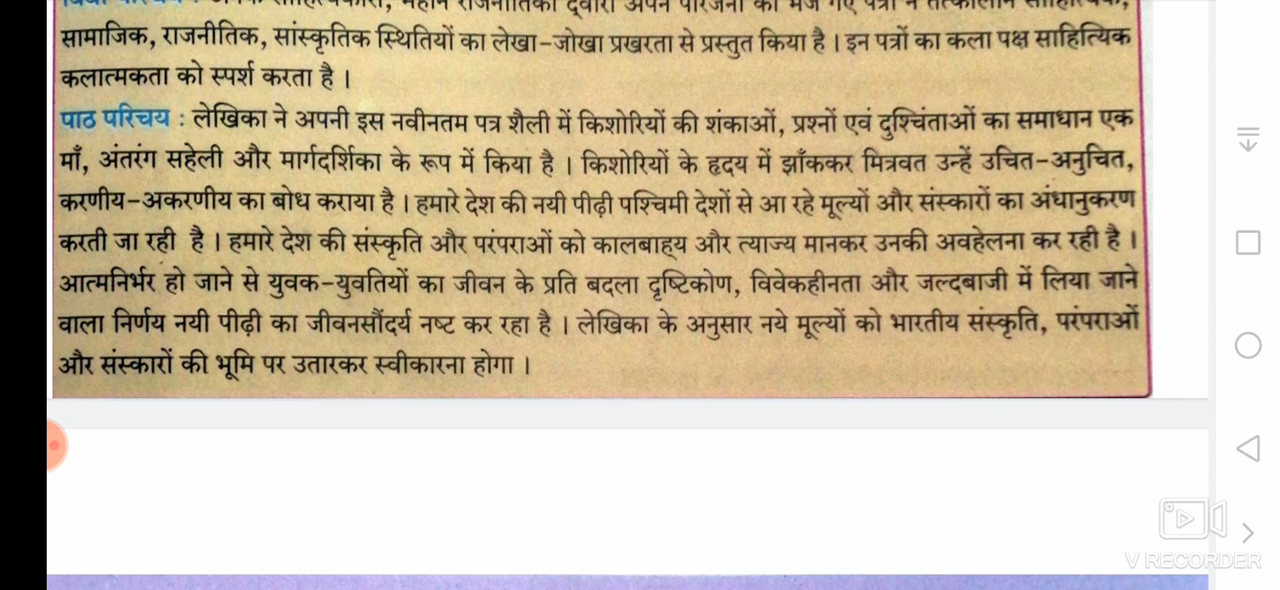 सामाजिक, राजनीतिक, सांस्कृतिक स्थितियों का लेखा-जोखा प्रखरता से प्रस्तुत किया है । इन पत्रों का कला पक्ष साहित्यिक
कलात्मकता को स्पर्श करता है ।
पाठ परिचय : लेखिका ने अपनी इस नवीनतम पत्र शैली में किशोरियों की शंकाओं, प्रश्नों एवं दुश्चिंताओं का समाधान एक
माँ, अंतरंग सहेली और मार्गदर्शिका के रूप में किया है । किशोरियों के हृदय में झाँककर मित्रवत उन्हें उचित-अनुचित,
करणीय-अकरणीय का बोध कराया है । हमारे देश की नयी पीढ़ी पश्चिमी देशों से आ रहे मूल्यों और संस्कारों का अंधानुकरण
करती जा रही है । हमारे देश की संस्कृति और परंपराओं को कालबाह्य और त्याज्य मानकर उनकी अवहेलना कर रही है ।
आत्मनिर्भर हो जाने से युवक-युवतियों का जीवन के प्रति बदला दृष्टिकोण, विवेकहीनता और जल्दबाजी में लिया जाने
वाला निर्णय नयी पीढ़ी का जीवनसौंदर्य नष्ट कर रहा है । लेखिका के अनुसार नये मूल्यों को भारतीय संस्कृति, परंपराओं
और संस्कारों की भूमि पर उतारकर स्वीकारना होगा ।
V RECORDER